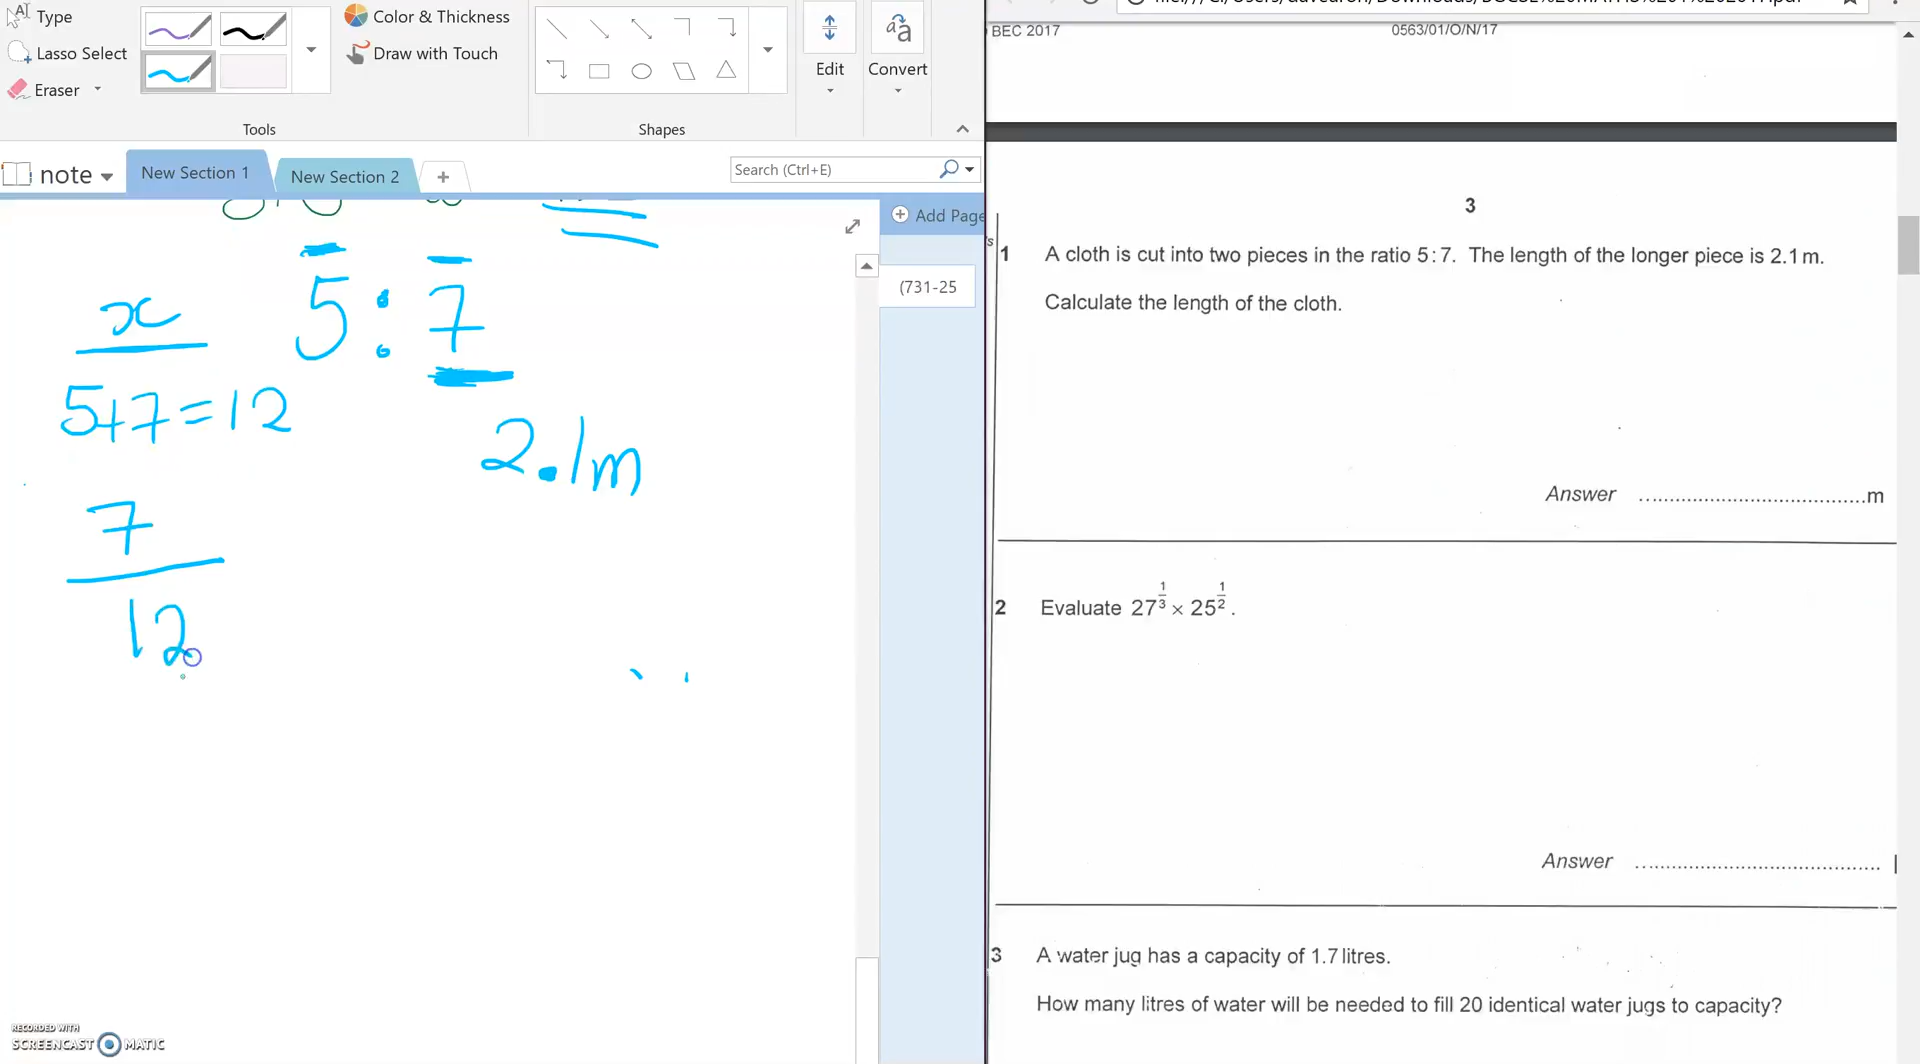 Type
Lasso Select
Eraser
Color & Thickness
Draw with Touch
Edit
Convert
Tools
Shapes
note
New Section 1
New Section 2
Search (Ctrl+E)
Add Page
(731-25
x
5 : 7
5+7=12
2.1m
7
12
RECORDED WITH
SCREENCAST MATIC
BEC 2017
0563/01/O/N/17
3
1 A cloth is cut into two pieces in the ratio 5 : 7. The length of the longer piece is 2.1 m.
Calculate the length of the cloth.
Answer ........................................m
2 Evaluate 27^{1/3} × 25^{1/2}.
Answer ........................................
3 A water jug has a capacity of 1.7 litres.
How many litres of water will be needed to fill 20 identical water jugs to capacity?